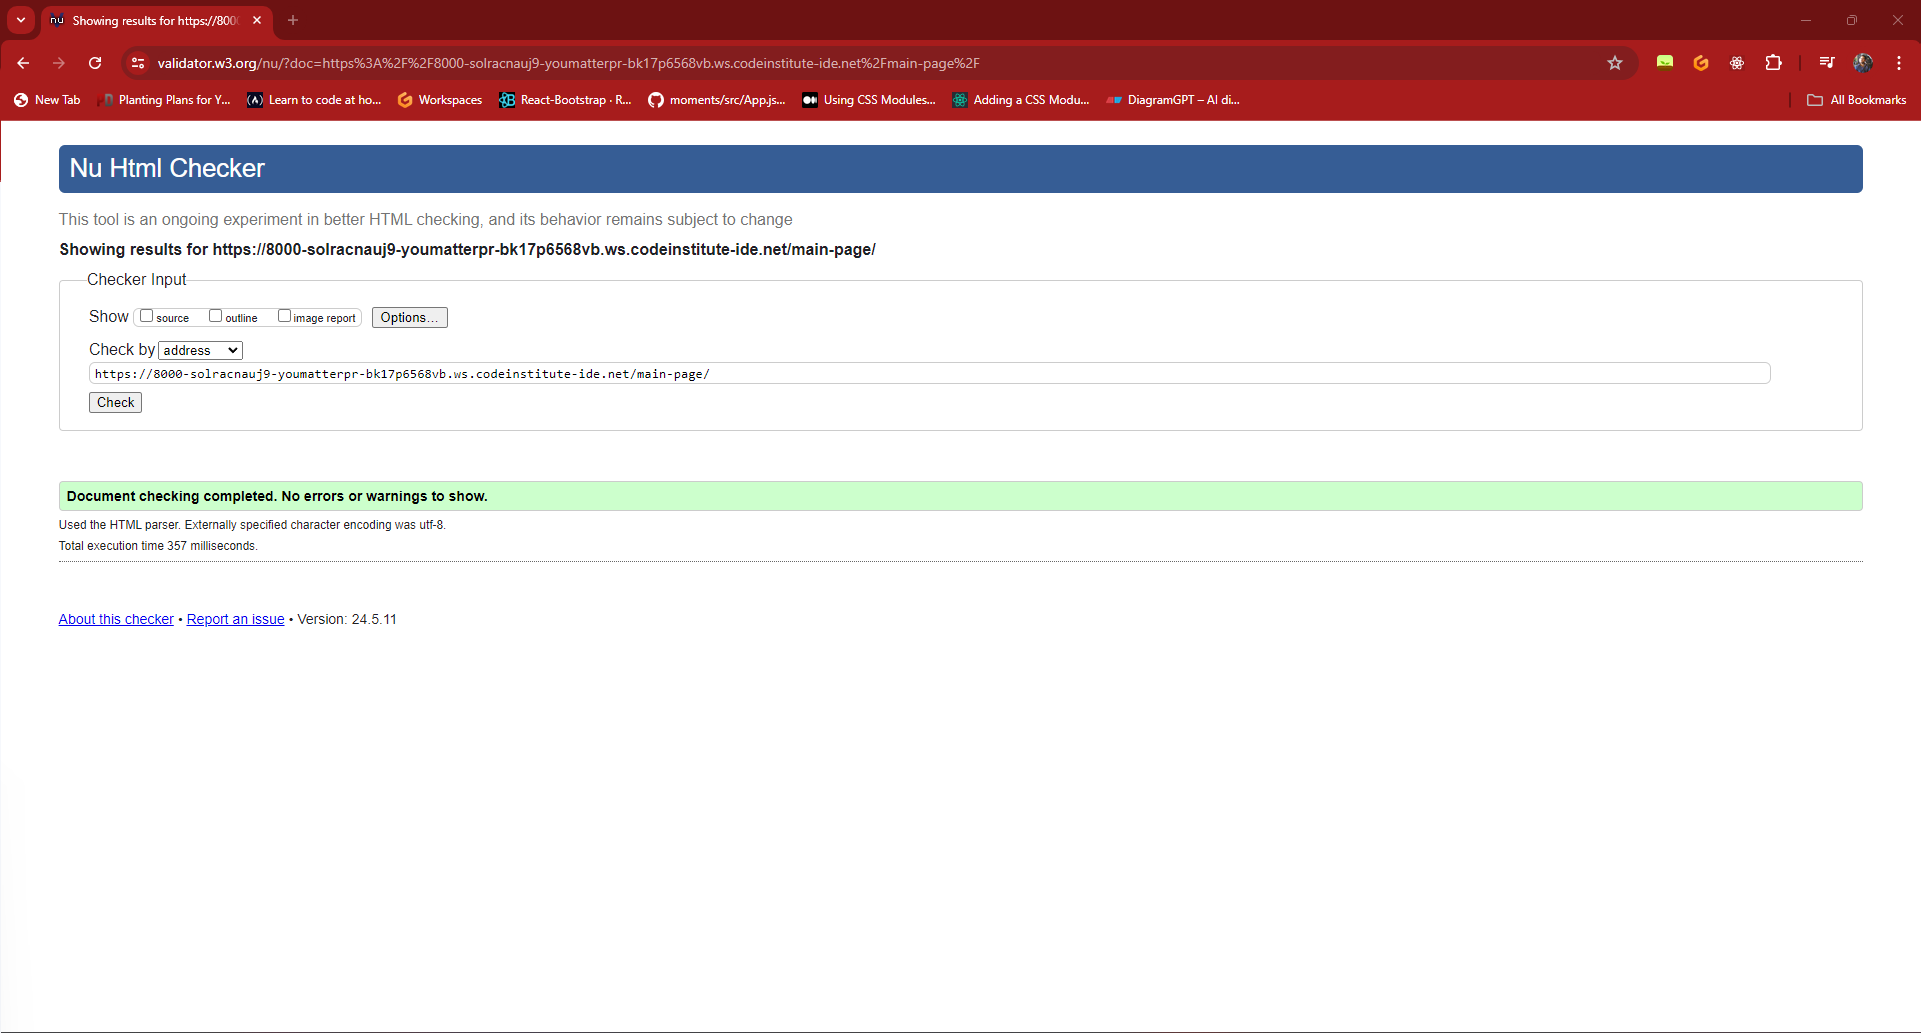 nu Showing results for https://800
validator.w3.org/nu/?doc=https%3A%2F%2F8000-solracnauj9-youmatterpr-bk17p6568vb.ws.codeinstitute-ide.net%2Fmain-page%2F
New Tab Planting Plans for Y... Learn to code at ho... Workspaces React-Bootstrap · R... moments/src/App.js... Using CSS Modules... Adding a CSS Modu... DiagramGPT – AI di... All Bookmarks
Nu Html Checker
This tool is an ongoing experiment in better HTML checking, and its behavior remains subject to change
Showing results for https://8000-solracnauj9-youmatterpr-bk17p6568vb.ws.codeinstitute-ide.net/main-page/
Checker Input
Show source outline image report Options...
Check by address
https://8000-solracnauj9-youmatterpr-bk17p6568vb.ws.codeinstitute-ide.net/main-page/
Check
Document checking completed. No errors or warnings to show.
Used the HTML parser. Externally specified character encoding was utf-8.
Total execution time 357 milliseconds.
About this checker • Report an issue • Version: 24.5.11